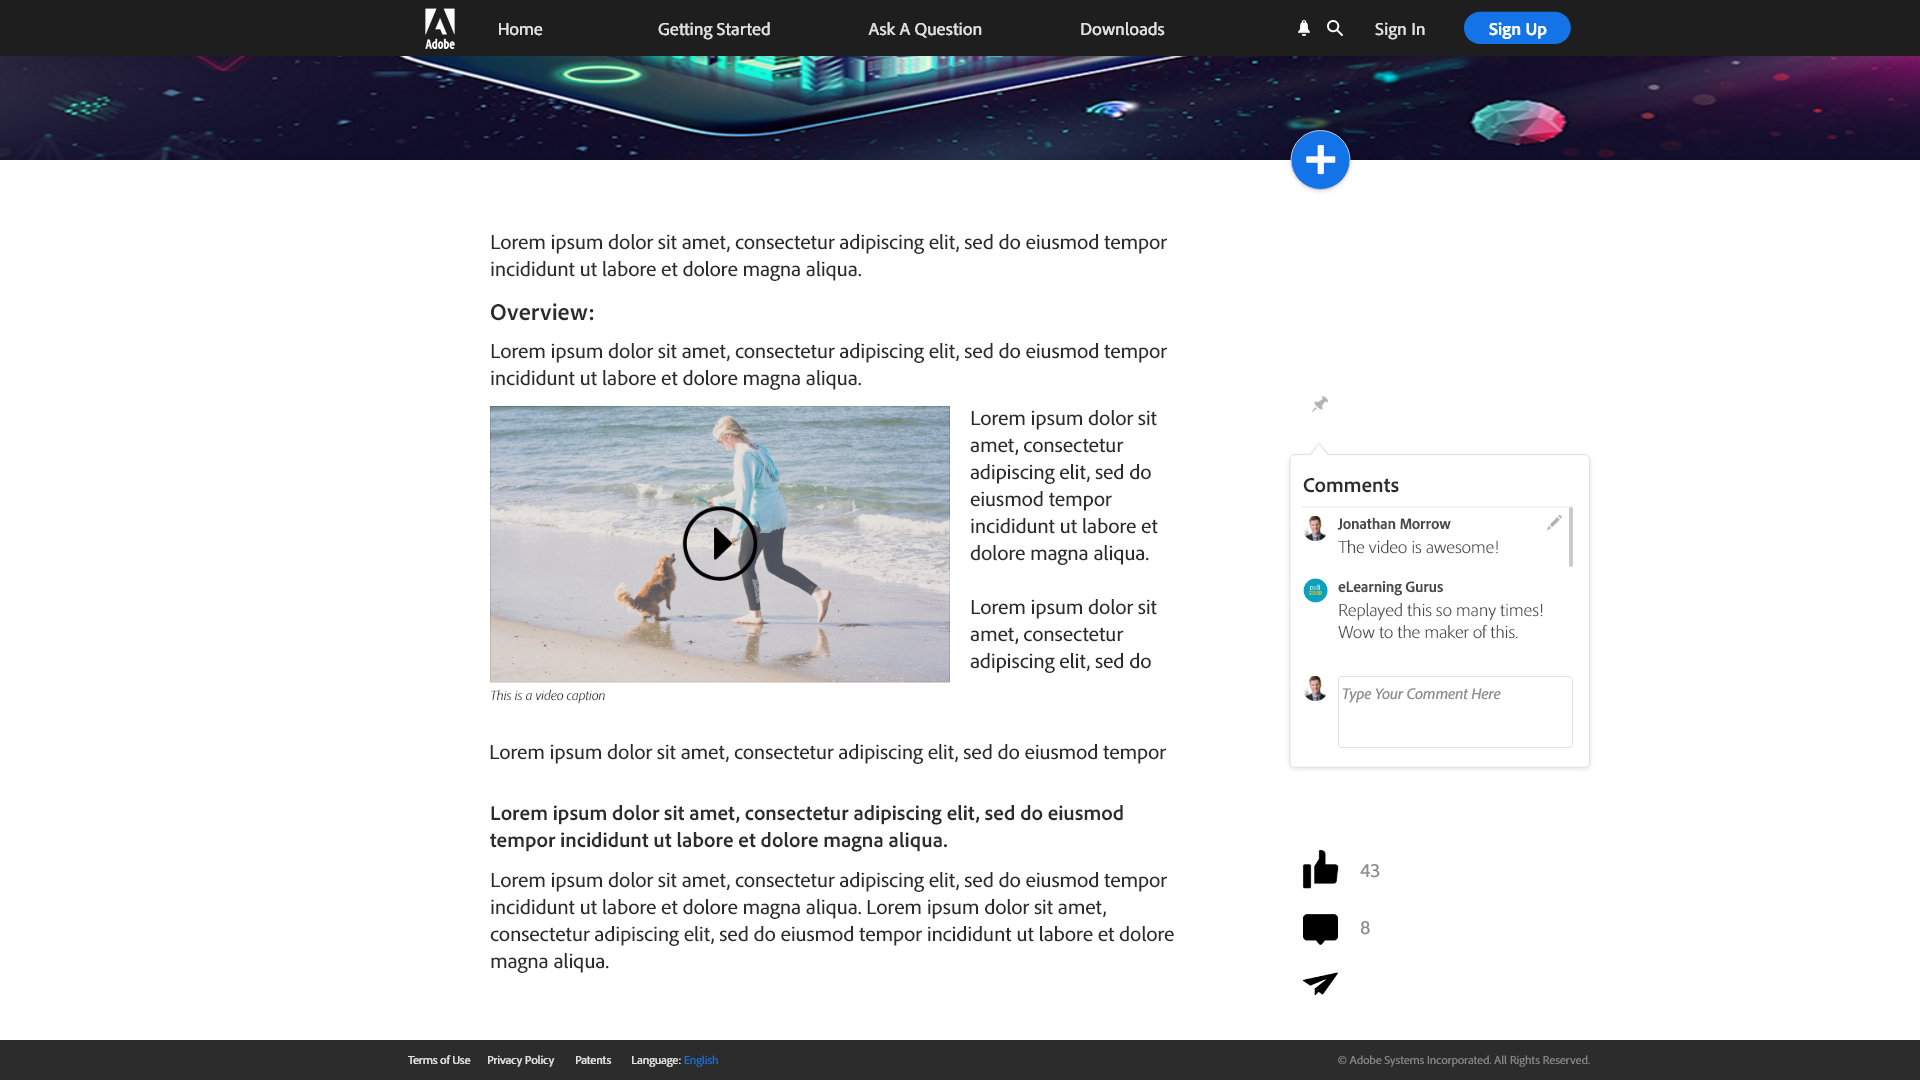 Adobe
Home
Getting Started
Ask A Question
Downloads
Sign In
Sign Up
Lorem ipsum dolor sit amet, consectetur adipiscing elit, sed do eiusmod tempor
incididunt ut labore et dolore magna aliqua.
Overview:
Lorem ipsum dolor sit amet, consectetur adipiscing elit, sed do eiusmod tempor
incididunt ut labore et dolore magna aliqua.
Lorem ipsum dolor sit
amet, consectetur
adipiscing elit, sed do
eiusmod tempor
incididunt ut labore et
dolore magna aliqua.
Lorem ipsum dolor sit
amet, consectetur
adipiscing elit, sed do
This is a video caption
Lorem ipsum dolor sit amet, consectetur adipiscing elit, sed do eiusmod tempor
Lorem ipsum dolor sit amet, consectetur adipiscing elit, sed do eiusmod
tempor incididunt ut labore et dolore magna aliqua.
Lorem ipsum dolor sit amet, consectetur adipiscing elit, sed do eiusmod tempor
incididunt ut labore et dolore magna aliqua. Lorem ipsum dolor sit amet,
consectetur adipiscing elit, sed do eiusmod tempor incididunt ut labore et dolore
magna aliqua.
Comments
Jonathan Morrow
The video is awesome!
eLearning Gurus
Replayed this so many times!
Wow to the maker of this.
Type Your Comment Here
43
8
Terms of Use
Privacy Policy
Patents
Language: English
© Adobe Systems Incorporated. All Rights Reserved.